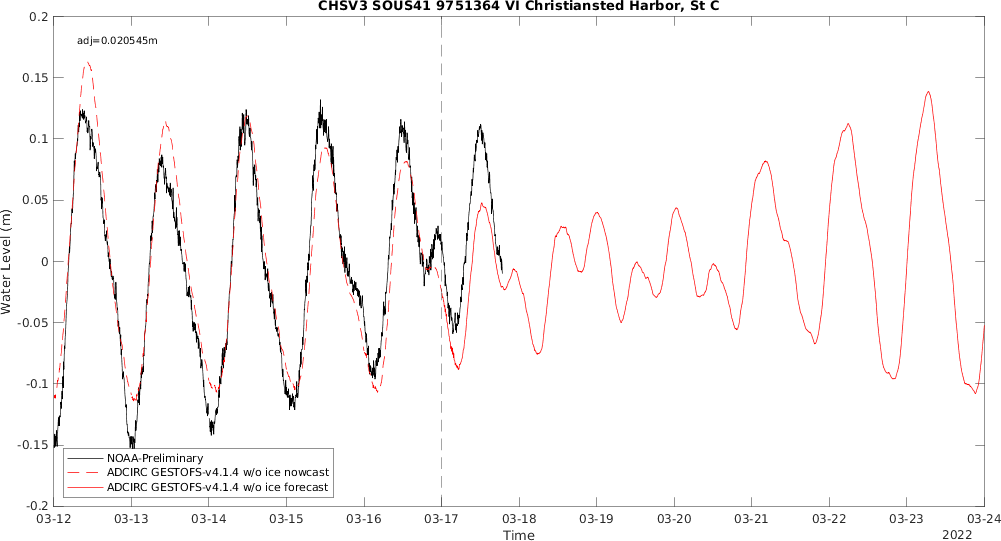 CHSV3 SOUS41 9751364 VI Christiansted Harbor, St C
adj=0.020545m
0.2
0.15
0.1
0.05
0
-0.05
-0.1
-0.15
-0.2
Water Level (m)
NOAA-Preliminary
ADCIRC GESTOFS-v4.1.4 w/o ice nowcast
ADCIRC GESTOFS-v4.1.4 w/o ice forecast
03-12 03-13 03-14 03-15 03-16 03-17 03-18 03-19 03-20 03-21 03-22 03-23 03-24
Time
2022